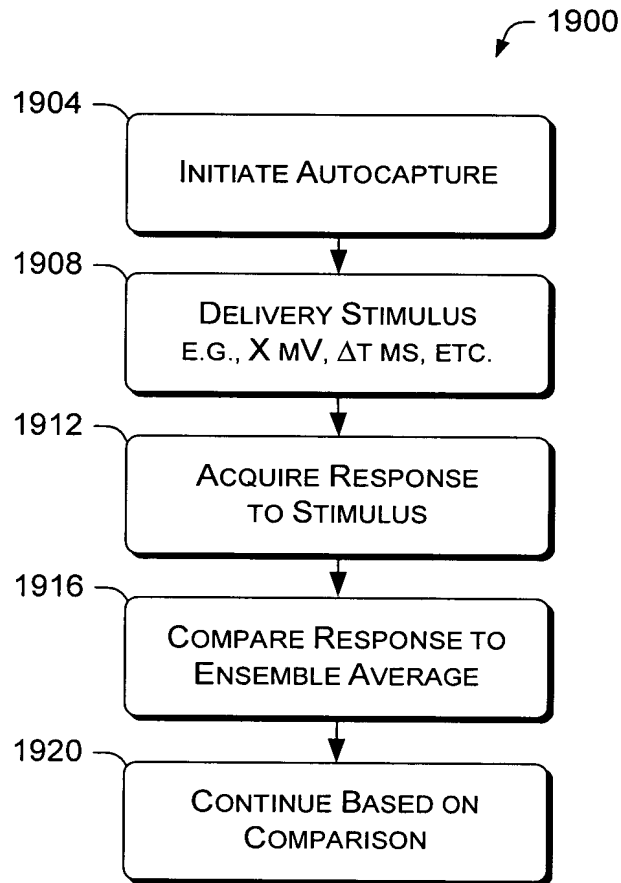 1900
1904
INITIATE AUTOCAPTURE
1908
DELIVERY STIMULUS
E.G., X MV, ΔT MS, ETC.
1912
ACQUIRE RESPONSE
TO STIMULUS
1916
COMPARE RESPONSE TO
ENSEMBLE AVERAGE
1920
CONTINUE BASED ON
COMPARISON